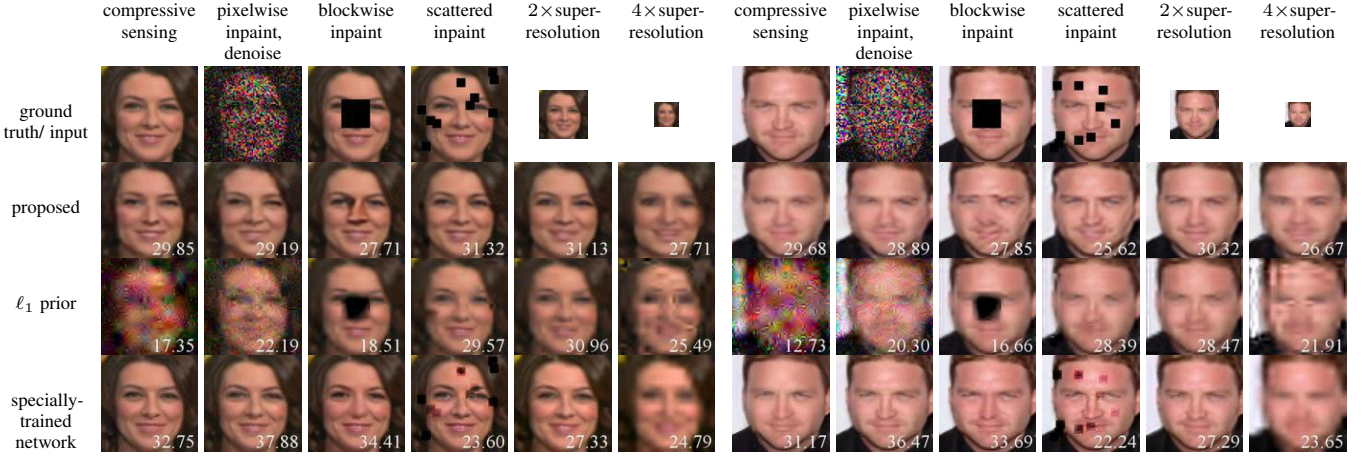 compressive sensing pixelwise inpaint, denoise blockwise inpaint scattered inpaint 2×super-resolution 4×super-resolution compressive sensing pixelwise inpaint, denoise blockwise inpaint scattered inpaint 2×super-resolution 4×super-resolution
ground
truth/ input
proposed
29.85 29.19 27.71 31.32 31.13 27.71 29.68 28.89 27.85 25.62 30.32 26.67
ℓ1 prior
17.35 22.19 18.51 29.57 30.96 25.49 12.73 20.30 16.66 28.39 28.47 21.91
specially-
trained
network
32.75 37.88 34.41 23.60 27.33 24.79 31.17 36.47 33.69 22.24 27.29 23.65